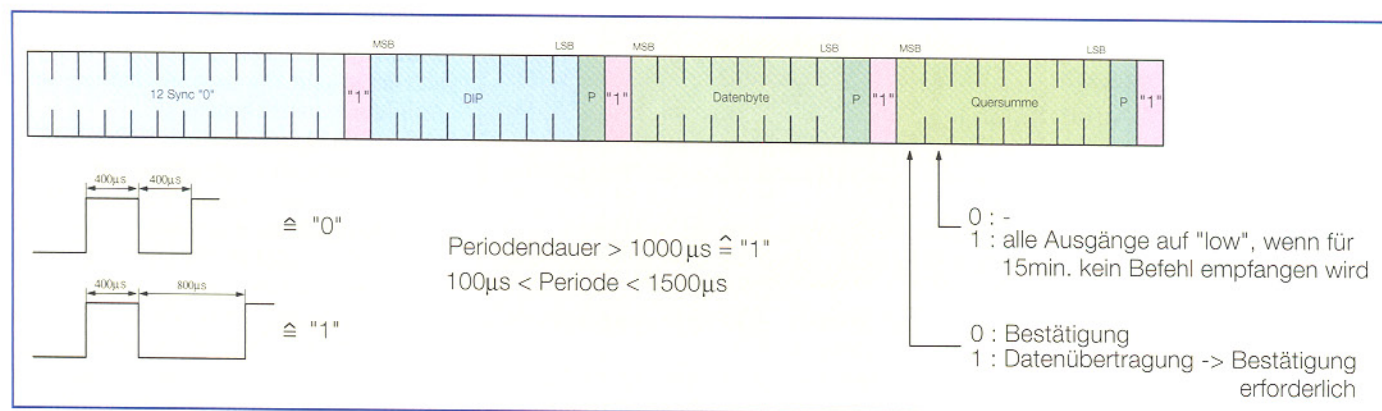 MSB LSB MSB LSB MSB LSB
12 Sync "0" "1" DIP P "1" Datenbyte P "1" Quersumme P "1"
400µs 400µs
≙ "0"
400µs 800µs
≙ "1"
Periodendauer > 1000µs ≙ "1"
100µs < Periode < 1500µs
0 : -
1 : alle Ausgänge auf "low", wenn für
15min. kein Befehl empfangen wird
0 : Bestätigung
1 : Datenübertragung -> Bestätigung
erforderlich